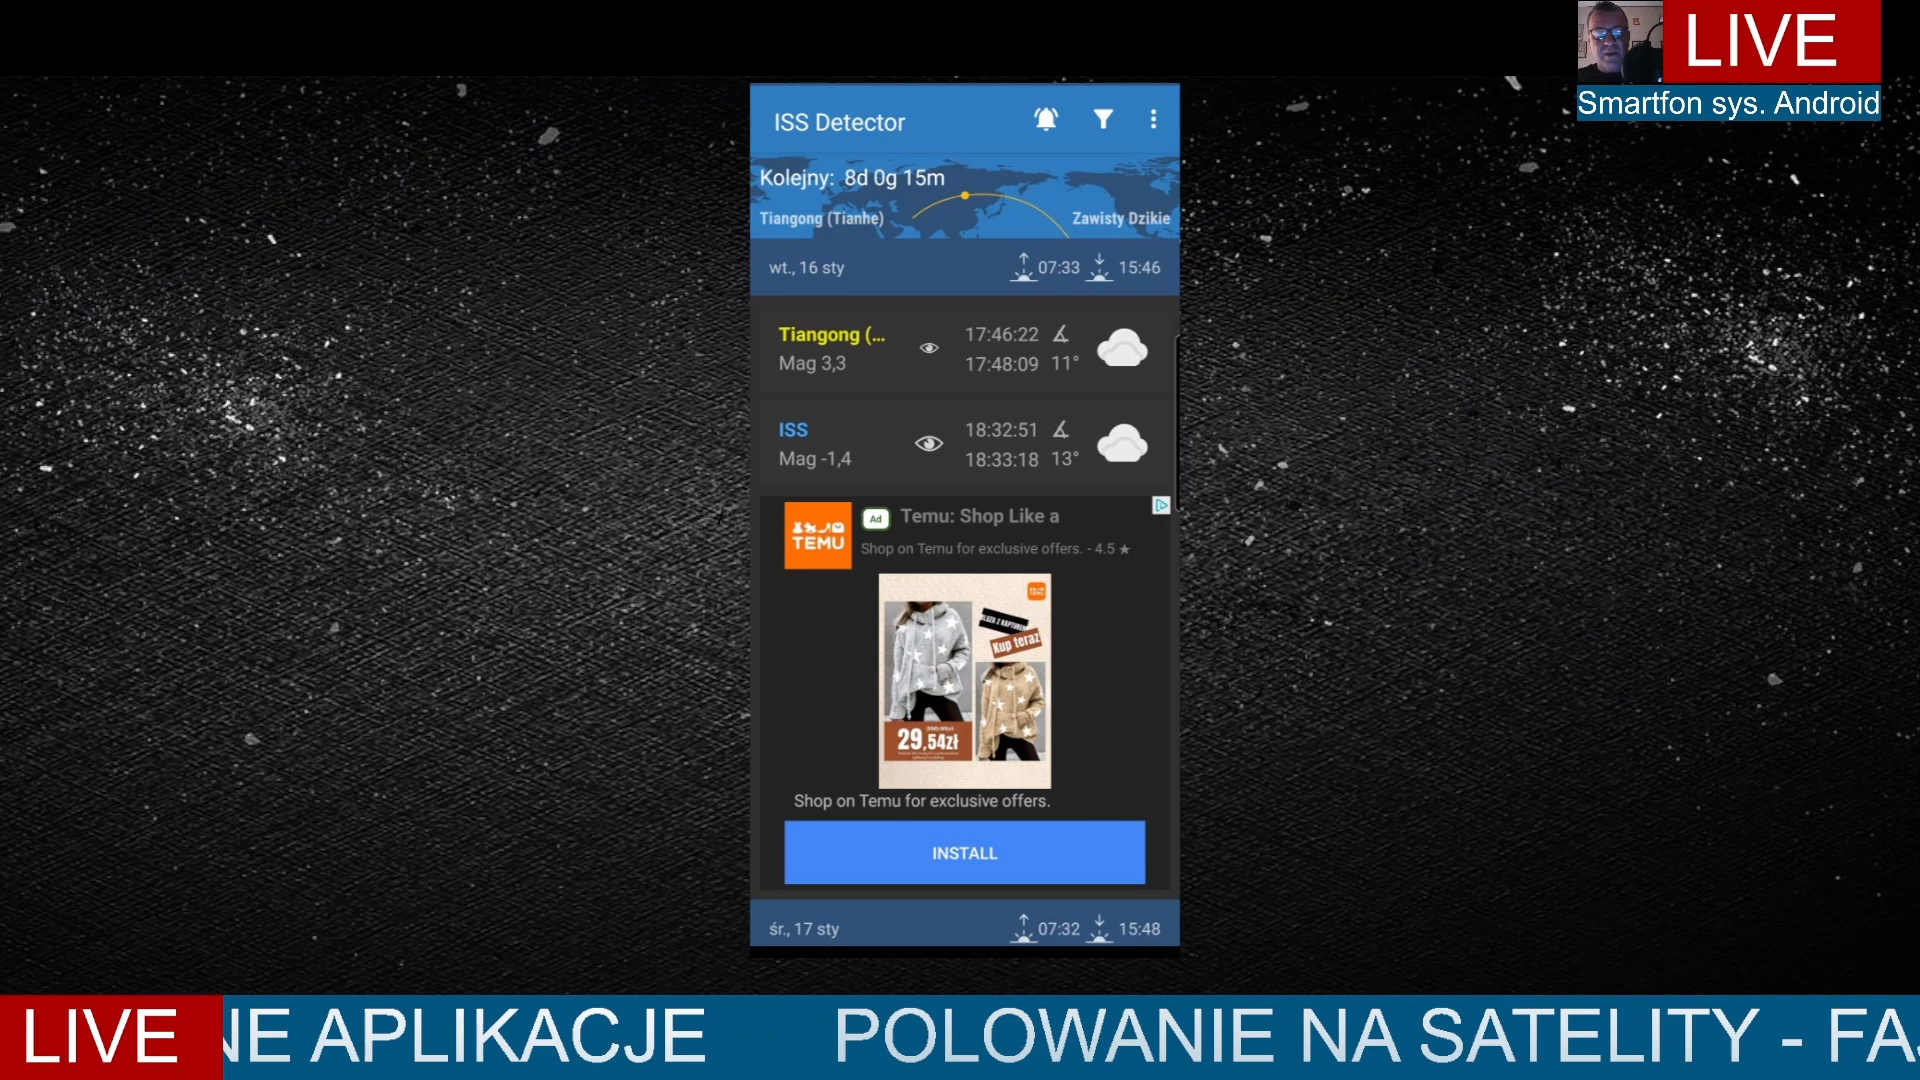 LIVE
Smartfon sys. Android
ISS Detector
Kolejny: 8d 0g 15m
Tiangong (Tianhe)
Zawisty Dzikie
wt., 16 sty
07:33
15:46
Tiangong (...
17:46:22
Mag 3,3
17:48:09 11°
ISS
18:32:51
Mag -1,4
18:33:18 13°
TEMU
Ad
Temu: Shop Like a
Shop on Temu for exclusive offers. - 4.5 ★
BLUZA Z KAPTUREM
Kup teraz
29,54zł
Shop on Temu for exclusive offers.
INSTALL
śr., 17 sty
07:32
15:48
LIVE
NE APLIKACJE
POLOWANIE NA SATELITY - FAJ